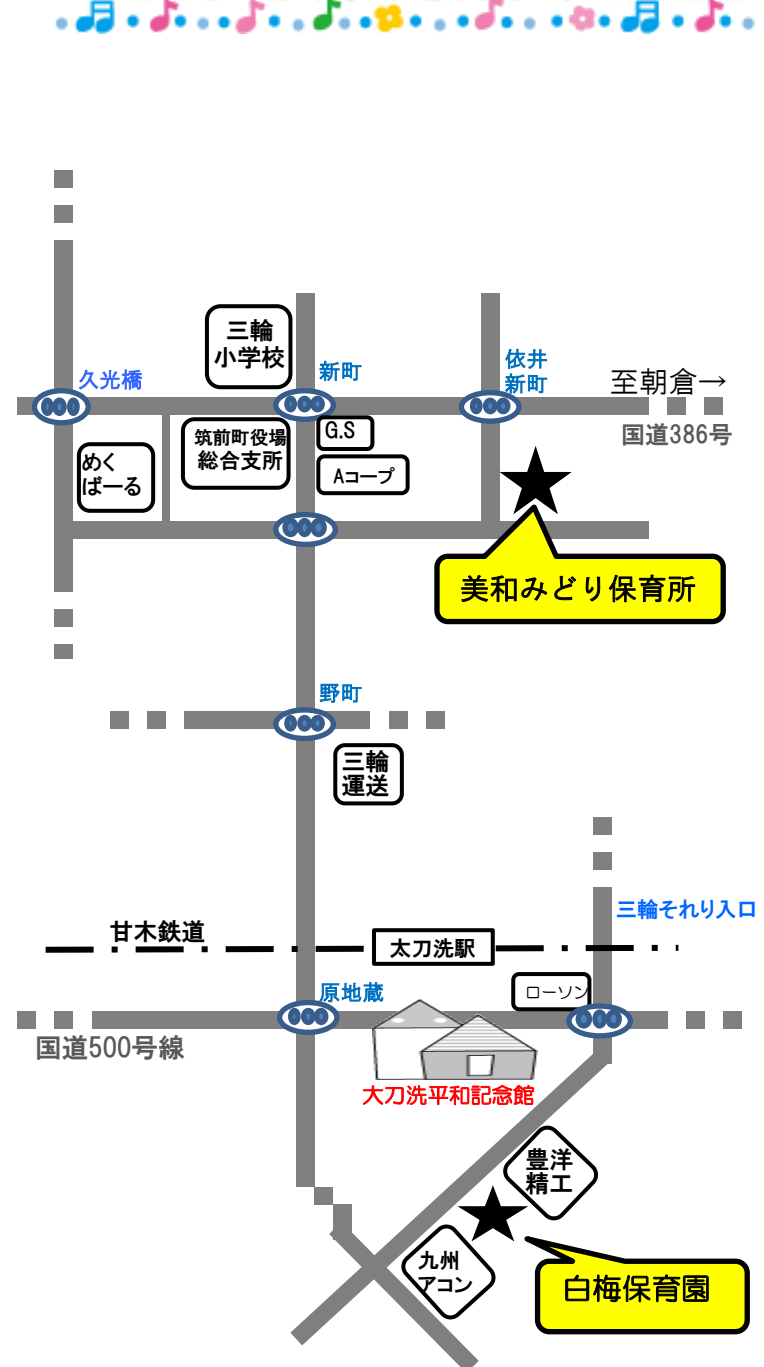 三輪
小学校
久光橋
新町
依井
新町
至朝倉→
国道386号
めく
ばーる
筑前町役場
総合支所
G.S
Aコープ
美和みどり保育所
野町
三輪
運送
三輪それり入口
甘木鉄道
太刀洗駅
原地蔵
ローソン
国道500号線
大刀洗平和記念館
豊洋
精工
九州
アコン
白梅保育園